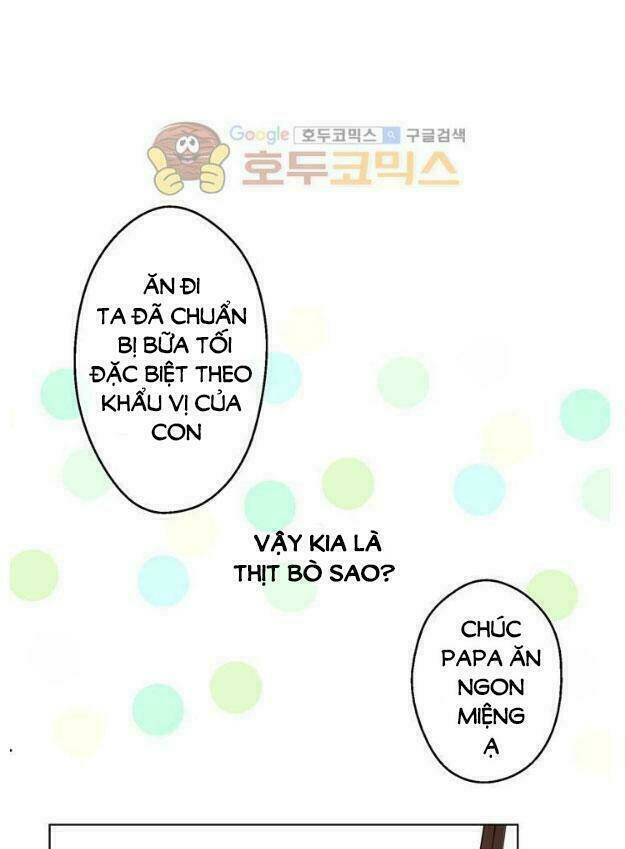 Google 호두코믹스 구글검색
호두코믹스
ĂN ĐI
TA ĐÃ CHUẨN
BỊ BỮA TỐI
ĐẶC BIỆT THEO
KHẨU VỊ CỦA
CON
VẬY KIA LÀ
THỊT BÒ SAO?
CHÚC
PAPA ĂN
NGON
MIỆNG
Ạ